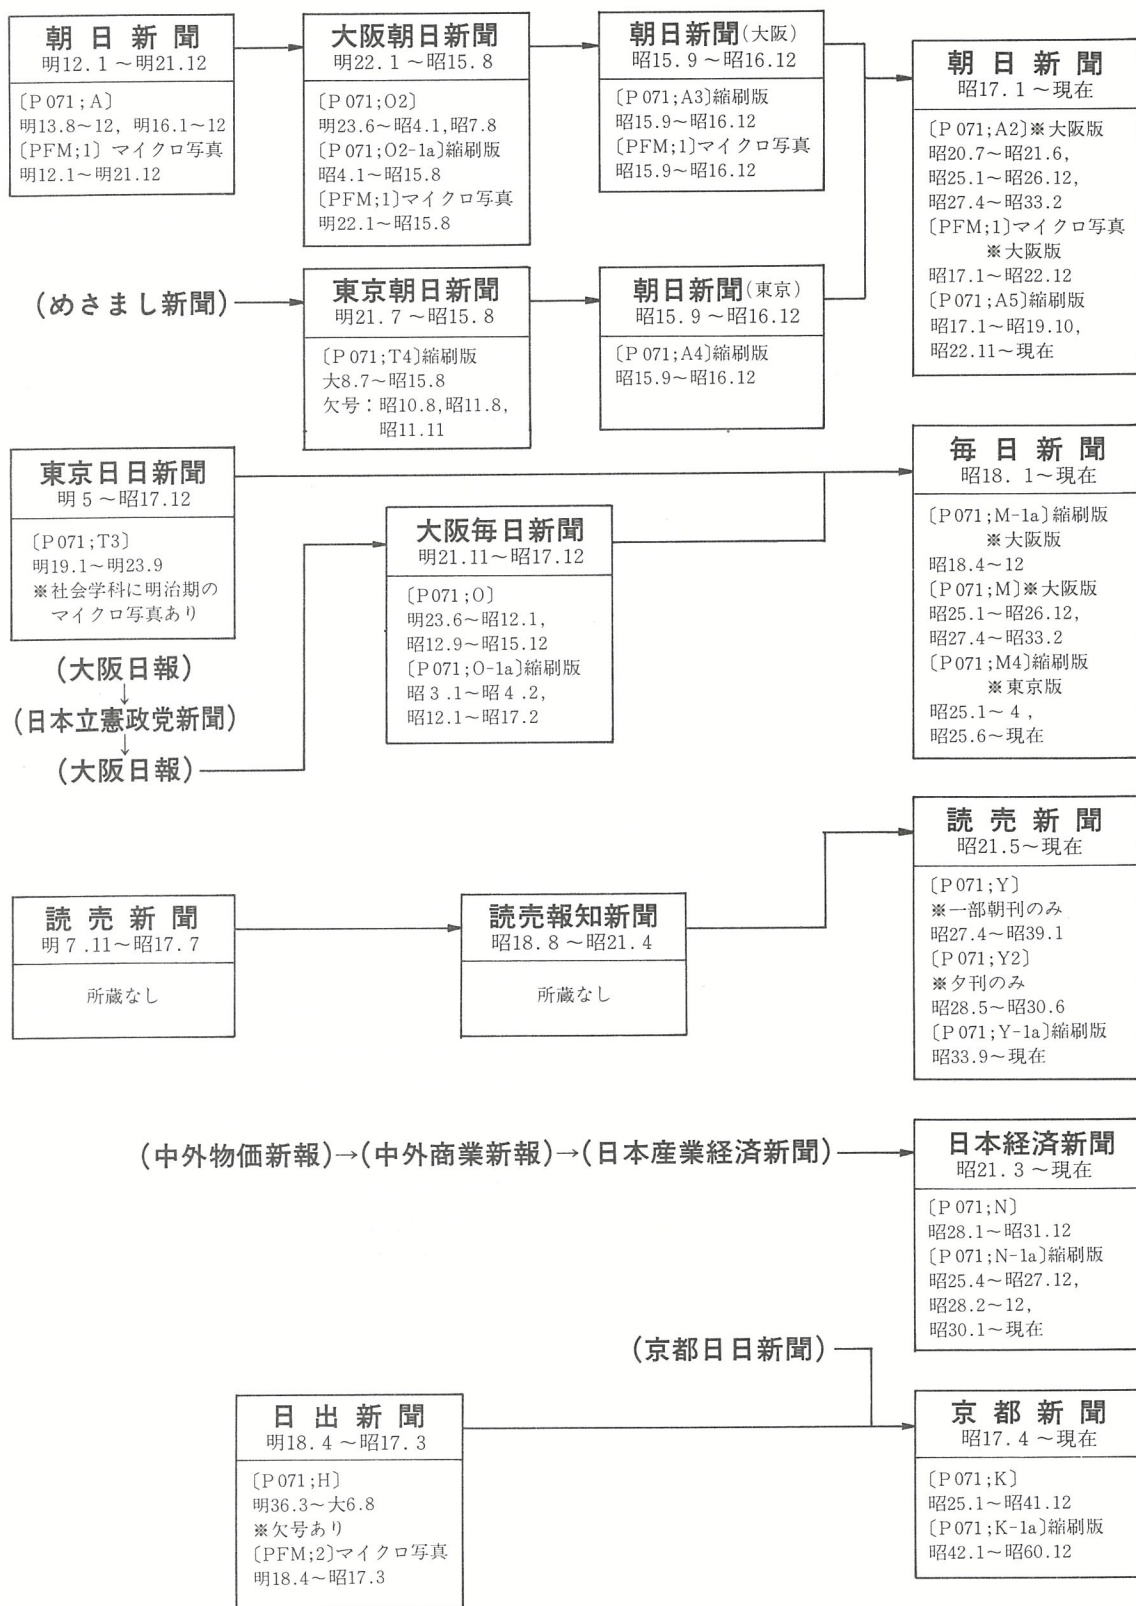 朝日新聞
明12.1～明21.12
〔P 071;A〕
明13.8～12, 明16.1～12
〔PFM;1〕マイクロ写真
明12.1～明21.12
大阪朝日新聞
明22.1～昭15.8
〔P 071;O2〕
明23.6～昭4.1,昭7.8
〔P 071;O2-1a〕縮刷版
昭4.1～昭15.8
〔PFM;1〕マイクロ写真
明22.1～昭15.8
朝日新聞(大阪)
昭15.9～昭16.12
〔P 071;A3〕縮刷版
昭15.9～昭16.12
〔PFM;1〕マイクロ写真
昭15.9～昭16.12
朝日新聞
昭17.1～現在
〔P 071;A2〕※大阪版
昭20.7～昭21.6,
昭25.1～昭26.12,
昭27.4～昭33.2
〔PFM;1〕マイクロ写真
※大阪版
昭17.1～昭22.12
〔P 071;A5〕縮刷版
昭17.1～昭19.10,
昭22.11～現在
(めさまし新聞)
東京朝日新聞
明21.7～昭15.8
〔P 071;T4〕縮刷版
大8.7～昭15.8
欠号：昭10.8,昭11.8,
昭11.11
朝日新聞(東京)
昭15.9～昭16.12
〔P 071;A4〕縮刷版
昭15.9～昭16.12
東京日日新聞
明5～昭17.12
〔P 071;T3〕
明19.1～明23.9
※社会学科に明治期の
マイクロ写真あり
(大阪日報)
↓
(日本立憲政党新聞)
↓
(大阪日報)
大阪毎日新聞
明21.11～昭17.12
〔P 071;O〕
明23.6～昭12.1,
昭12.9～昭15.12
〔P 071;O-1a〕縮刷版
昭3.1～昭4.2,
昭12.1～昭17.2
毎日新聞
昭18.1～現在
〔P 071;M-1a〕縮刷版
※大阪版
昭18.4～12
〔P 071;M〕※大阪版
昭25.1～昭26.12,
昭27.4～昭33.2
〔P 071;M4〕縮刷版
※東京版
昭25.1～4,
昭25.6～現在
読売新聞
明7.11～昭17.7
所蔵なし
読売報知新聞
昭18.8～昭21.4
所蔵なし
読売新聞
昭21.5～現在
〔P 071;Y〕
※一部朝刊のみ
昭27.4～昭39.1
〔P 071;Y2〕
※夕刊のみ
昭28.5～昭30.6
〔P 071;Y-1a〕縮刷版
昭33.9～現在
(中外物価新報)→(中外商業新報)→(日本産業経済新聞)
日本経済新聞
昭21.3～現在
〔P 071;N〕
昭28.1～昭31.12
〔P 071;N-1a〕縮刷版
昭25.4～昭27.12,
昭28.2～12,
昭30.1～現在
(京都日日新聞)
日出新聞
明18.4～昭17.3
〔P 071;H〕
明36.3～大6.8
※欠号あり
〔PFM;2〕マイクロ写真
明18.4～昭17.3
京都新聞
昭17.4～現在
〔P 071;K〕
昭25.1～昭41.12
〔P 071;K-1a〕縮刷版
昭42.1～昭60.12